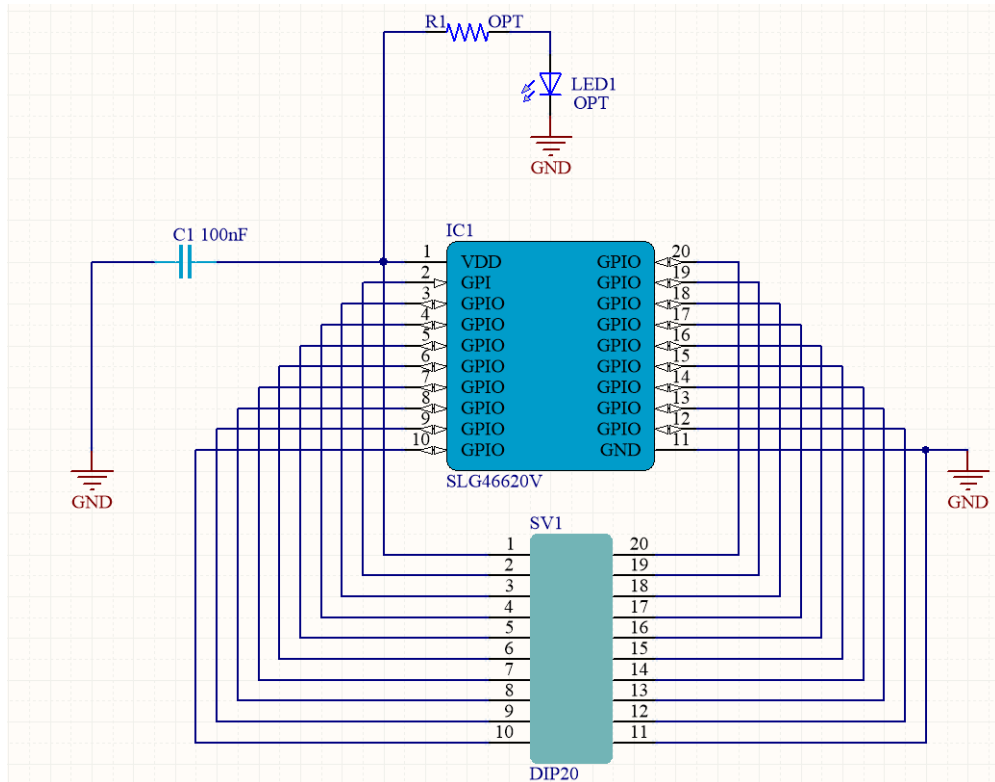 R1 OPT
LED1
OPT
GND
C1 100nF
IC1
1 VDD GPIO 20
2 GPI GPIO 19
3 GPIO GPIO 18
4 GPIO GPIO 17
5 GPIO GPIO 16
6 GPIO GPIO 15
7 GPIO GPIO 14
8 GPIO GPIO 13
9 GPIO GPIO 12
10 GPIO GND 11
SLG46620V
GND
GND
SV1
1 20
2 19
3 18
4 17
5 16
6 15
7 14
8 13
9 12
10 11
DIP20